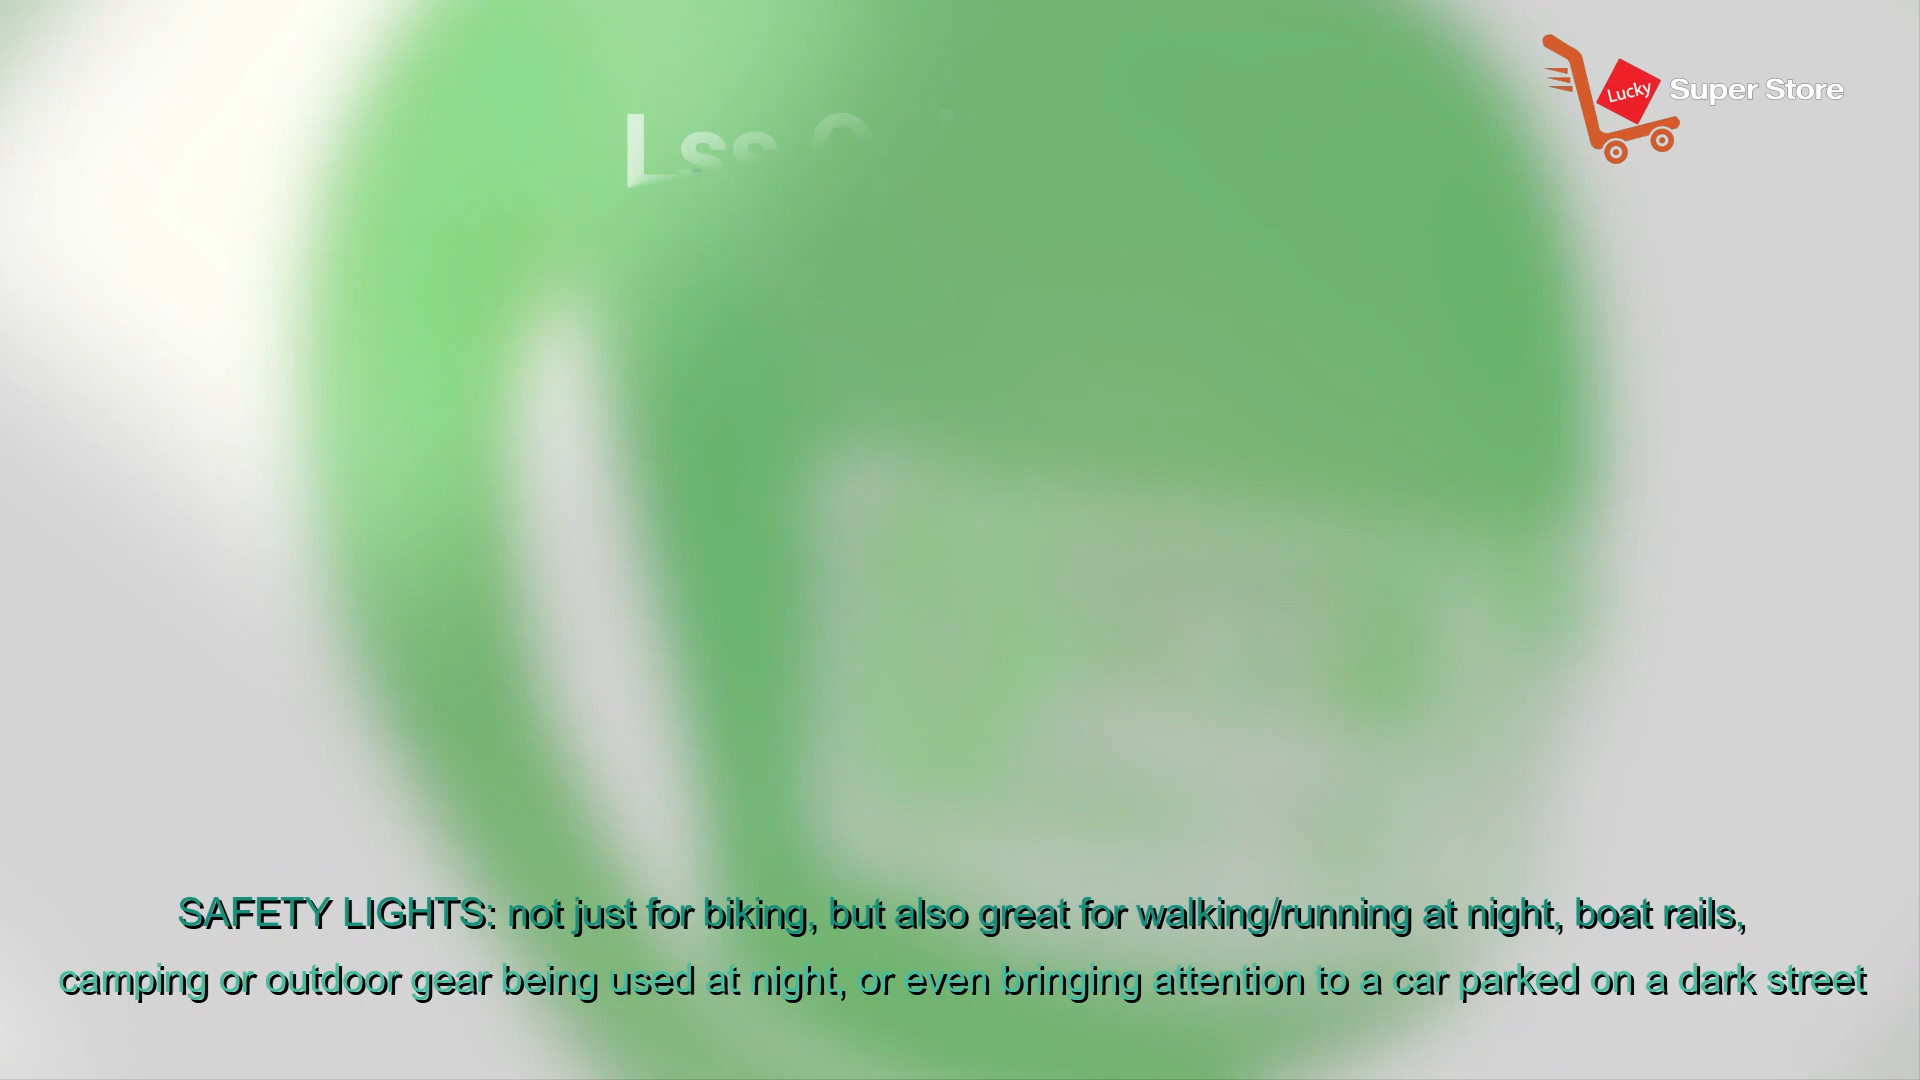 Lucky Super Store
SAFETY LIGHTS: not just for biking, but also great for walking/running at night, boat rails,
camping or outdoor gear being used at night, or even bringing attention to a car parked on a dark street